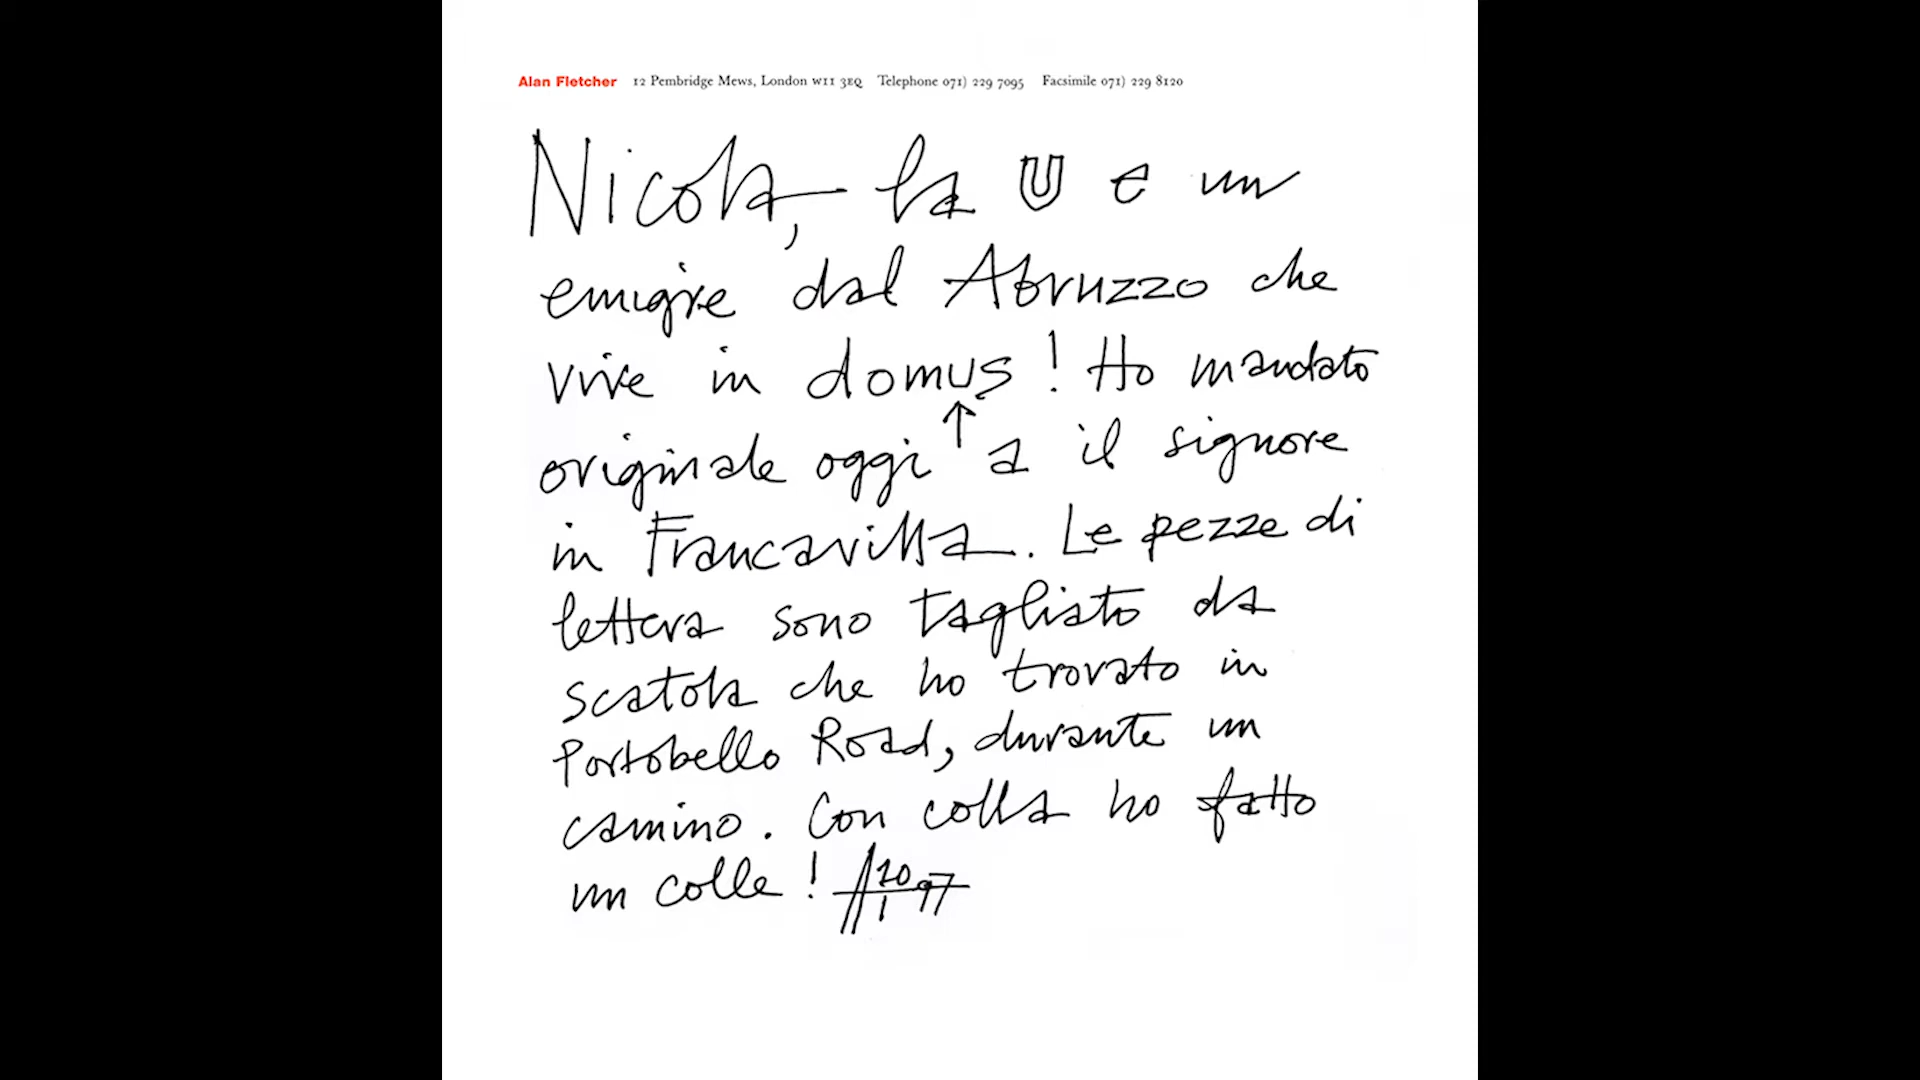 Alan Fletcher 12 Pembridge Mews, London W11 3EQ Telephone 071) 229 7095 Facsimile 071) 229 8120
Nicola, la U e un
emigre dal Abruzzo che
vive in domus! Ho mandato
↑
originale oggi a il signore
in Francavilla. Le pezze di
lettera sono tagliato da
scatola che ho trovato in
Portobello Road, durante un
camino. Con colla ho fatto
un colle! 20 1 97